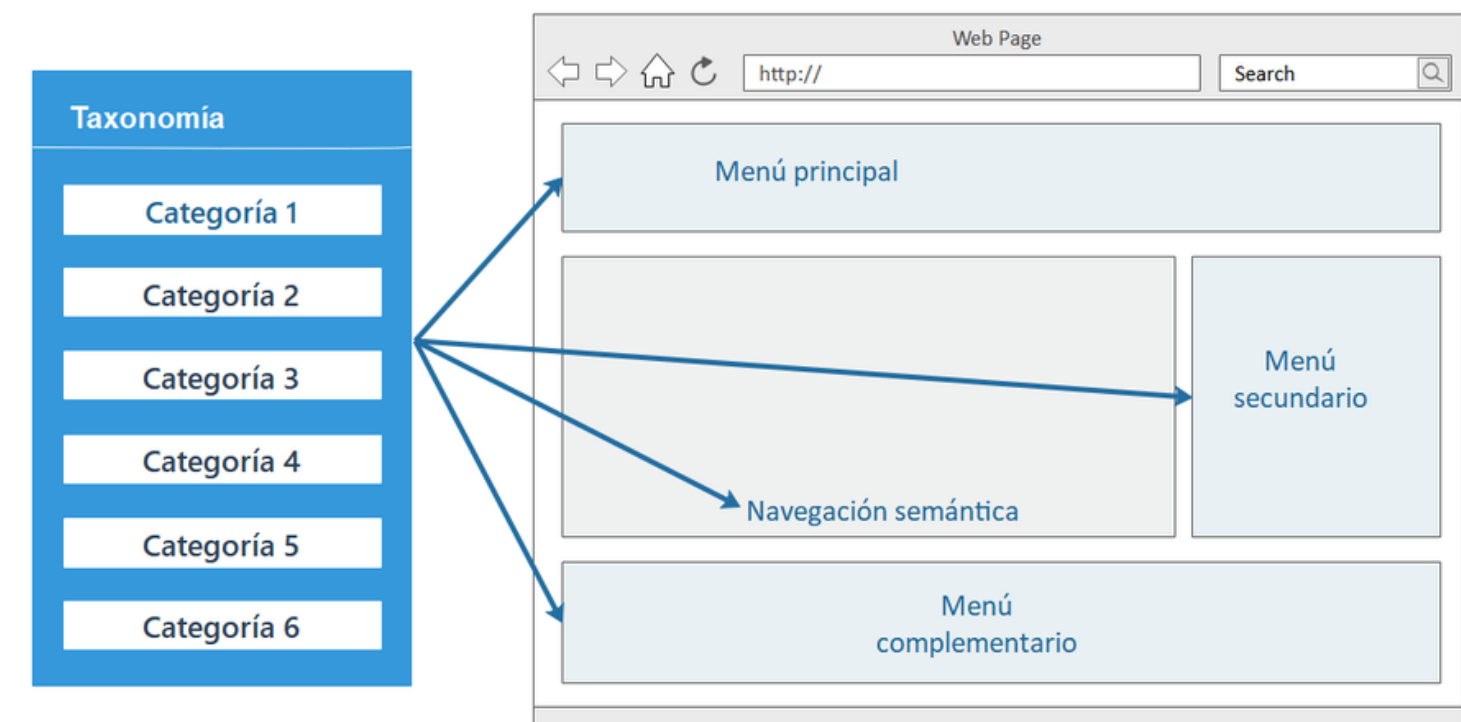 Taxonomía
Categoría 1
Categoría 2
Categoría 3
Categoría 4
Categoría 5
Categoría 6
Web Page
http://
Search
Menú principal
Menú
secundario
Navegación semántica
Menú
complementario